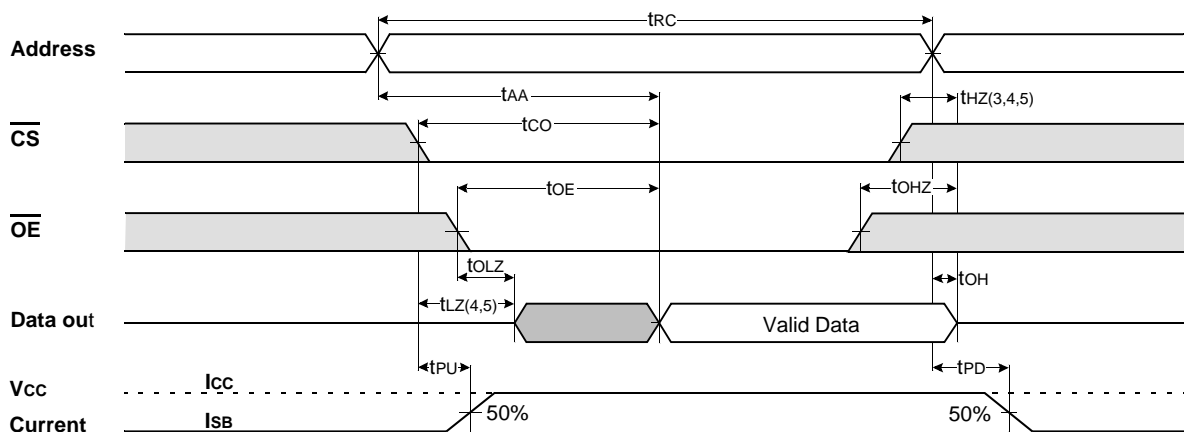 tRC
Address
tAA
tHZ(3,4,5)
CS
tCO
tOE
tOHZ
OE
tOLZ
tOH
tLZ(4,5)
Data out
Valid Data
tPU
tPD
VCC
ICC
50%
50%
Current
ISB